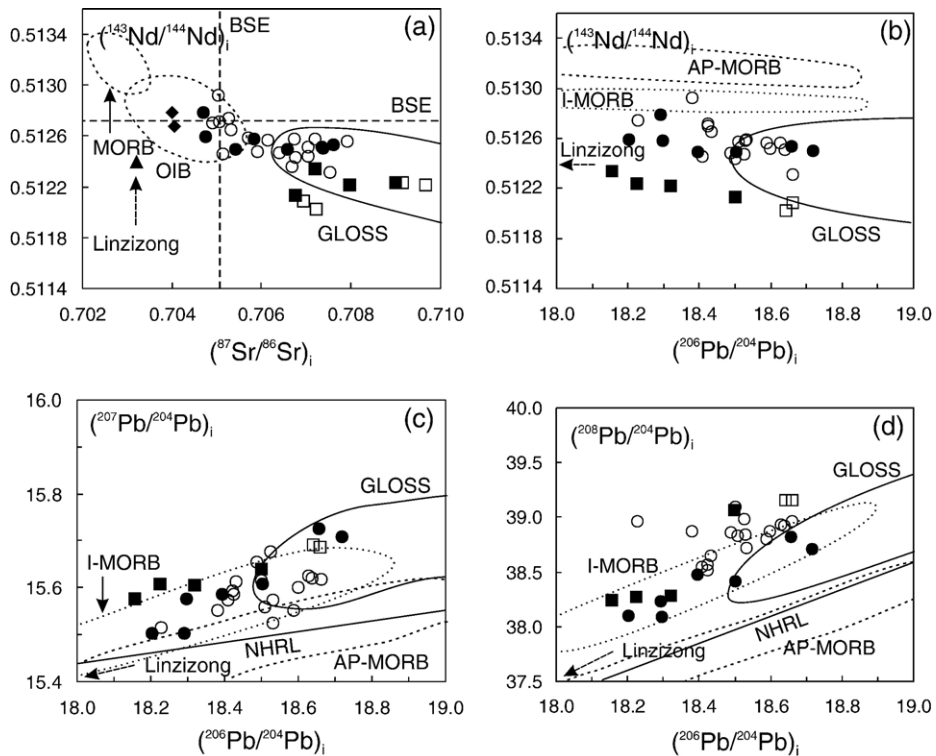 (¹⁴³Nd/¹⁴⁴Nd)ᵢ
BSE
(a)
0.5134
0.5130
0.5126
0.5122
0.5118
0.5114
BSE
MORB
OIB
Linzizong
GLOSS
0.702
0.704
0.706
0.708
0.710
(⁸⁷Sr/⁸⁶Sr)ᵢ
(¹⁴³Nd/¹⁴⁴Nd)ᵢ
(b)
0.5134
0.5130
0.5126
0.5122
0.5118
0.5114
AP-MORB
I-MORB
Linzizong
GLOSS
18.0
18.2
18.4
18.6
18.8
19.0
(²⁰⁶Pb/²⁰⁴Pb)ᵢ
16.0
15.8
15.6
15.4
(²⁰⁷Pb/²⁰⁴Pb)ᵢ
(c)
GLOSS
I-MORB
NHRL
Linzizong
AP-MORB
18.0
18.2
18.4
18.6
18.8
19.0
(²⁰⁶Pb/²⁰⁴Pb)ᵢ
40.0
39.5
39.0
38.5
38.0
37.5
(²⁰⁸Pb/²⁰⁴Pb)ᵢ
(d)
GLOSS
I-MORB
NHRL
Linzizong
AP-MORB
18.0
18.2
18.4
18.6
18.8
19.0
(²⁰⁶Pb/²⁰⁴Pb)ᵢ